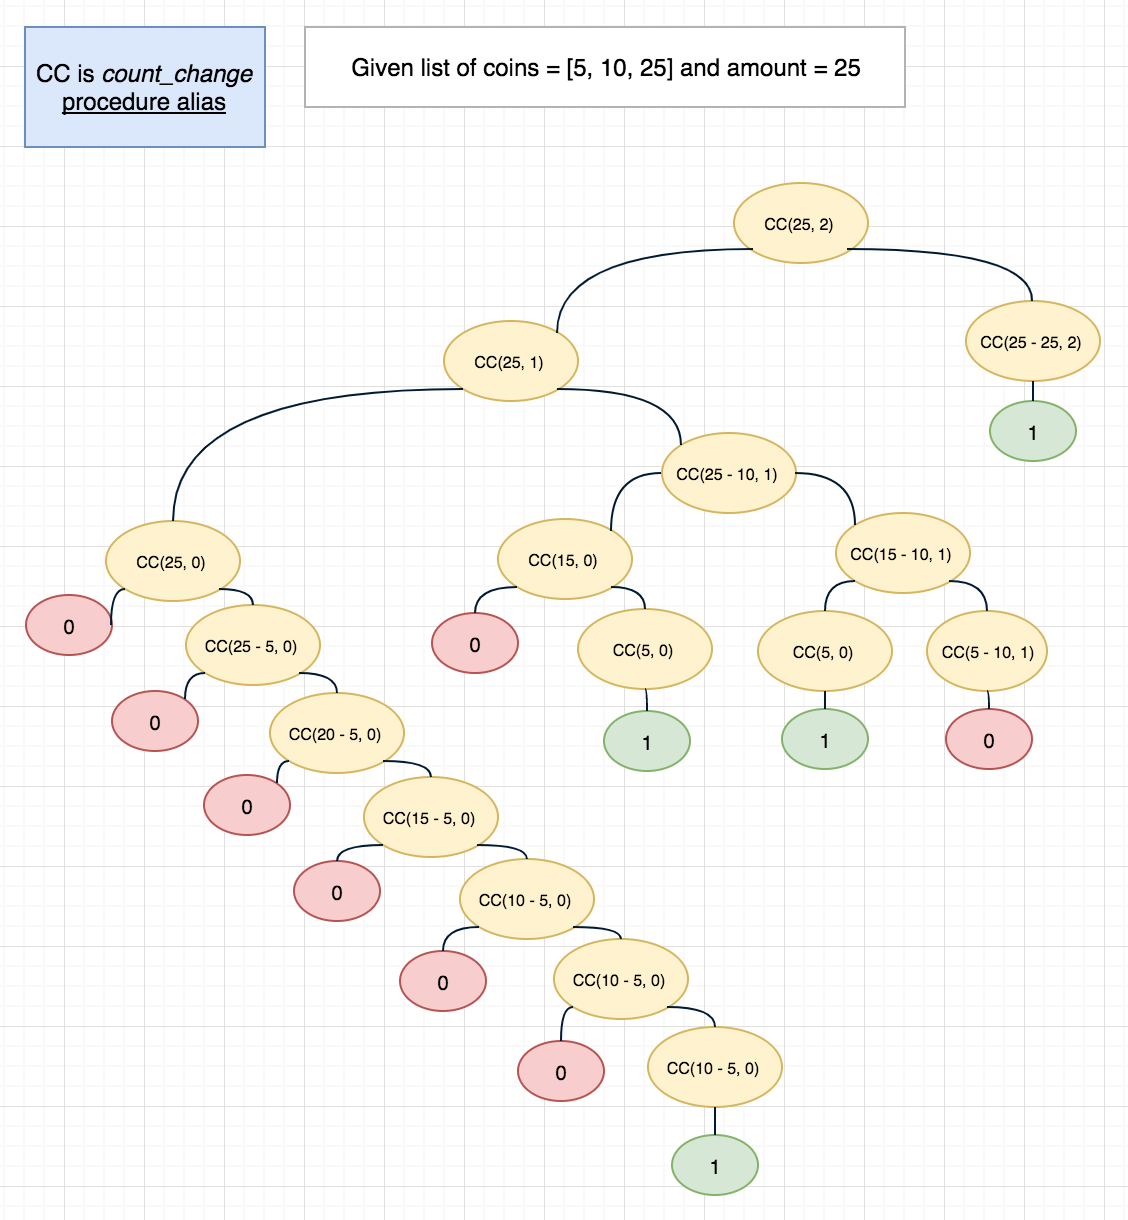 CC is count_change
procedure alias
Given list of coins = [5, 10, 25] and amount = 25
CC(25, 2)
CC(25, 1)
CC(25 - 25, 2)
1
CC(25 - 10, 1)
CC(25, 0)
CC(15, 0)
CC(15 - 10, 1)
0
CC(25 - 5, 0)
0
CC(5, 0)
CC(5, 0)
CC(5 - 10, 1)
0
CC(20 - 5, 0)
1
1
0
0
CC(15 - 5, 0)
0
CC(10 - 5, 0)
0
CC(10 - 5, 0)
0
CC(10 - 5, 0)
1